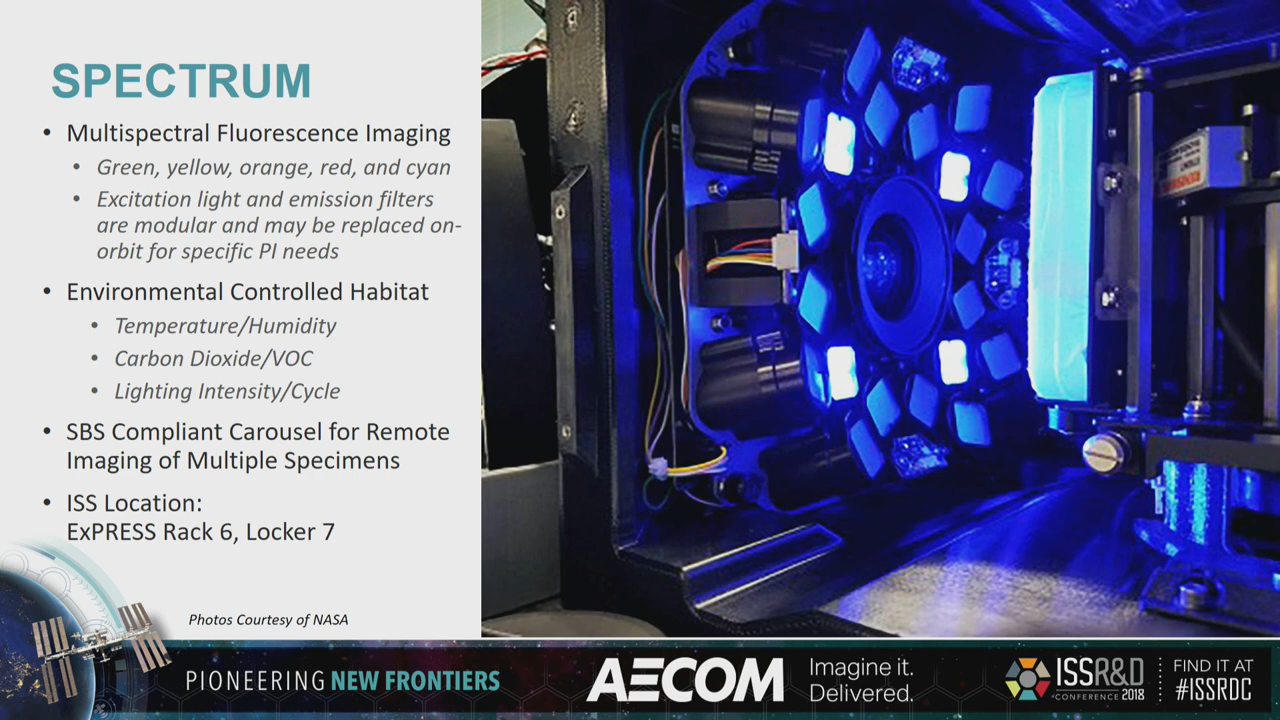 SPECTRUM
• Multispectral Fluorescence Imaging
• Green, yellow, orange, red, and cyan
• Excitation light and emission filters
are modular and may be replaced on-
orbit for specific PI needs
• Environmental Controlled Habitat
• Temperature/Humidity
• Carbon Dioxide/VOC
• Lighting Intensity/Cycle
• SBS Compliant Carousel for Remote
Imaging of Multiple Specimens
• ISS Location:
ExPRESS Rack 6, Locker 7
Photos Courtesy of NASA
PIONEERING NEW FRONTIERS
AECOM
Imagine it.
Delivered.
ISSR&D
CONFERENCE 2018
FIND IT AT
#ISSRDC